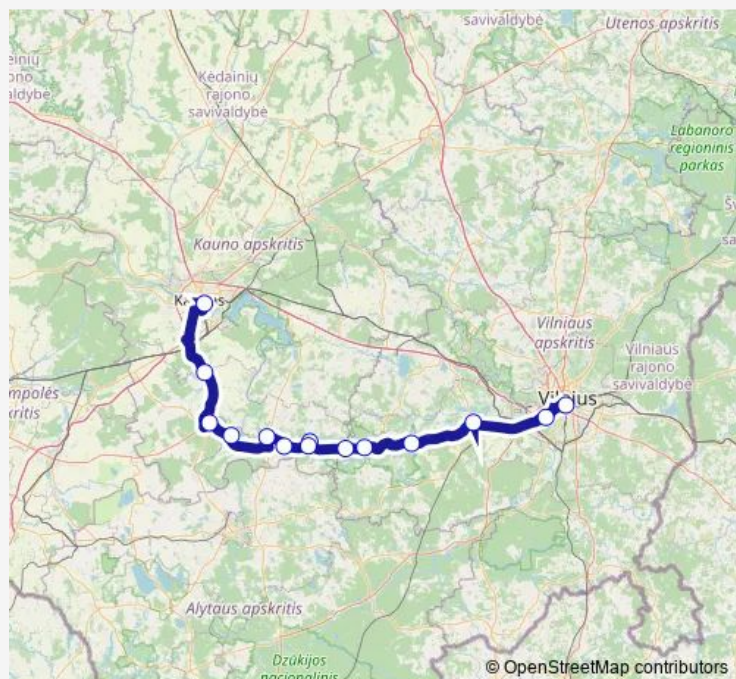 savivaldybė
Utenos apskritis
Kėdainių
rajono
savivaldybė
Labanoro
regioninis
parkas
Kauno apskritis
Vilniaus
apskritis
Vilniaus
rajono
savivaldybė
Vilnius
Alytaus apskritis
Dzūkijos
nacionalinis
© OpenStreetMap contributors